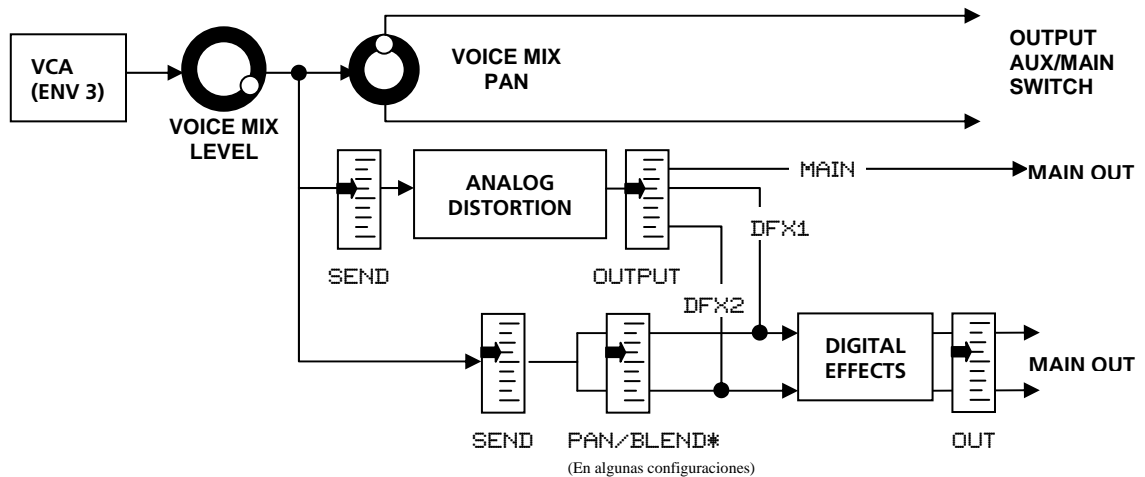 VCA
(ENV 3)
VOICE MIX
LEVEL
VOICE MIX
PAN
OUTPUT
AUX/MAIN
SWITCH
ANALOG
DISTORTION
SEND
OUTPUT
MAIN
MAIN OUT
DFX1
DFX2
SEND
PAN/BLEND*
(En algunas configuraciones)
DIGITAL
EFFECTS
OUT
MAIN OUT